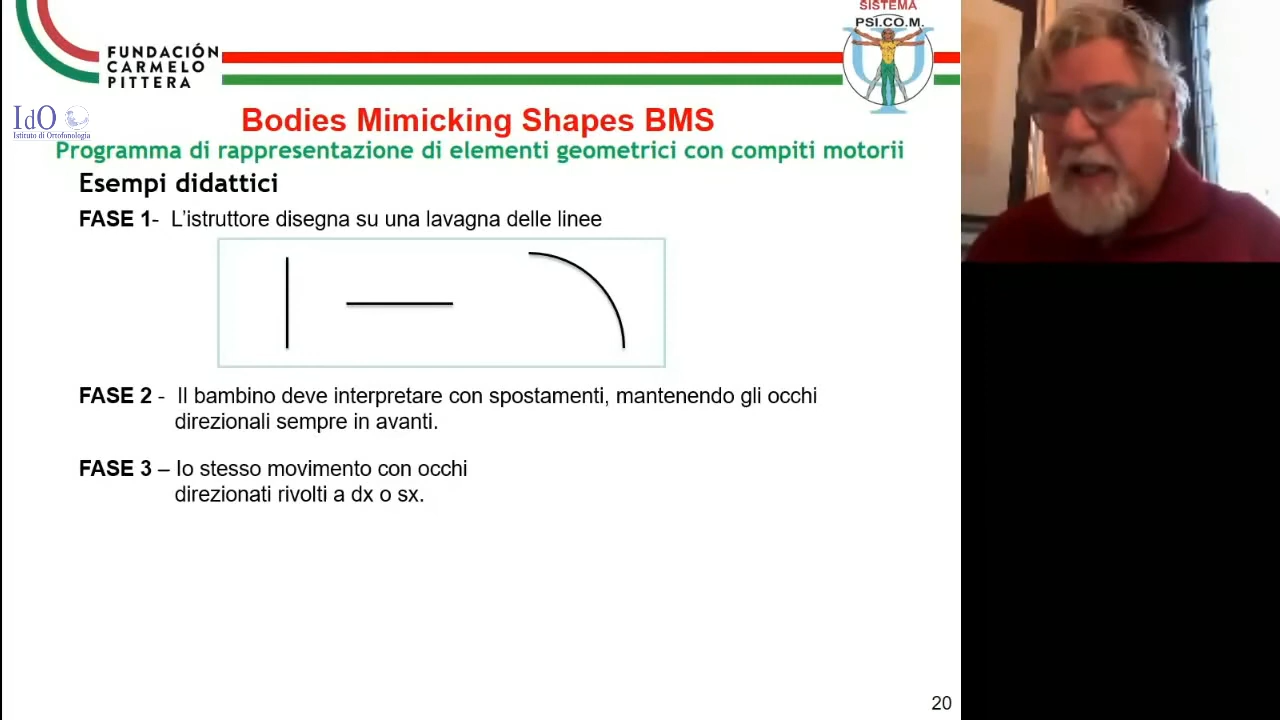 SISTEMA
PSI.CO.M.
FUNDACIÓN
CARMELO
PITTERA
IdO
Istituto di Ortofonologia
Bodies Mimicking Shapes BMS
Programma di rappresentazione di elementi geometrici con compiti motorii
Esempi didattici
FASE 1- L'istruttore disegna su una lavagna delle linee
FASE 2 - Il bambino deve interpretare con spostamenti, mantenendo gli occhi
direzionali sempre in avanti.
FASE 3 – lo stesso movimento con occhi
direzionati rivolti a dx o sx.
20